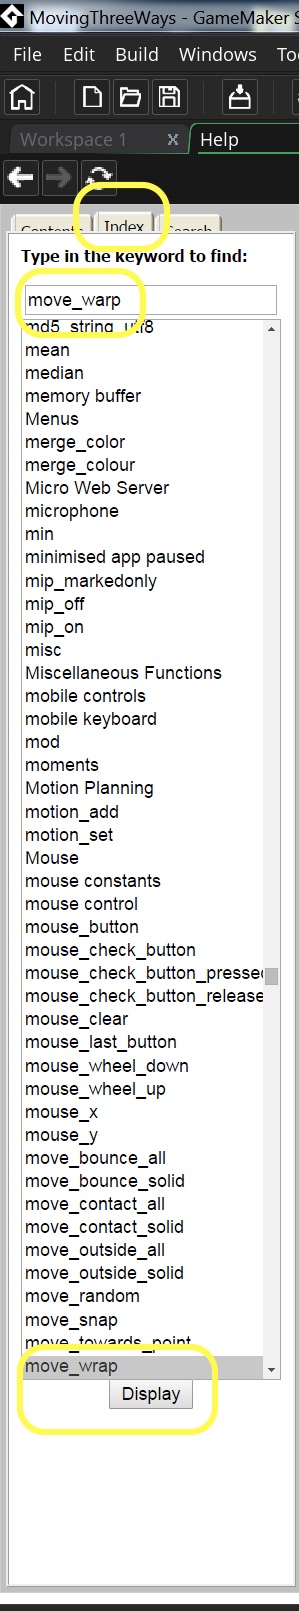 MovingThreeWays - GameMaker S
File Edit Build Windows Too
Workspace 1 x Help
Contents Index Search
Type in the keyword to find:
move_warp
md5_string_utf8
mean
median
memory buffer
Menus
merge_color
merge_colour
Micro Web Server
microphone
min
minimised app paused
mip_markedonly
mip_off
mip_on
misc
Miscellaneous Functions
mobile controls
mobile keyboard
mod
moments
Motion Planning
motion_add
motion_set
Mouse
mouse constants
mouse control
mouse_button
mouse_check_button
mouse_check_button_pressed
mouse_check_button_release
mouse_clear
mouse_last_button
mouse_wheel_down
mouse_wheel_up
mouse_x
mouse_y
move_bounce_all
move_bounce_solid
move_contact_all
move_contact_solid
move_outside_all
move_outside_solid
move_random
move_snap
move_towards_point
move_wrap
Display